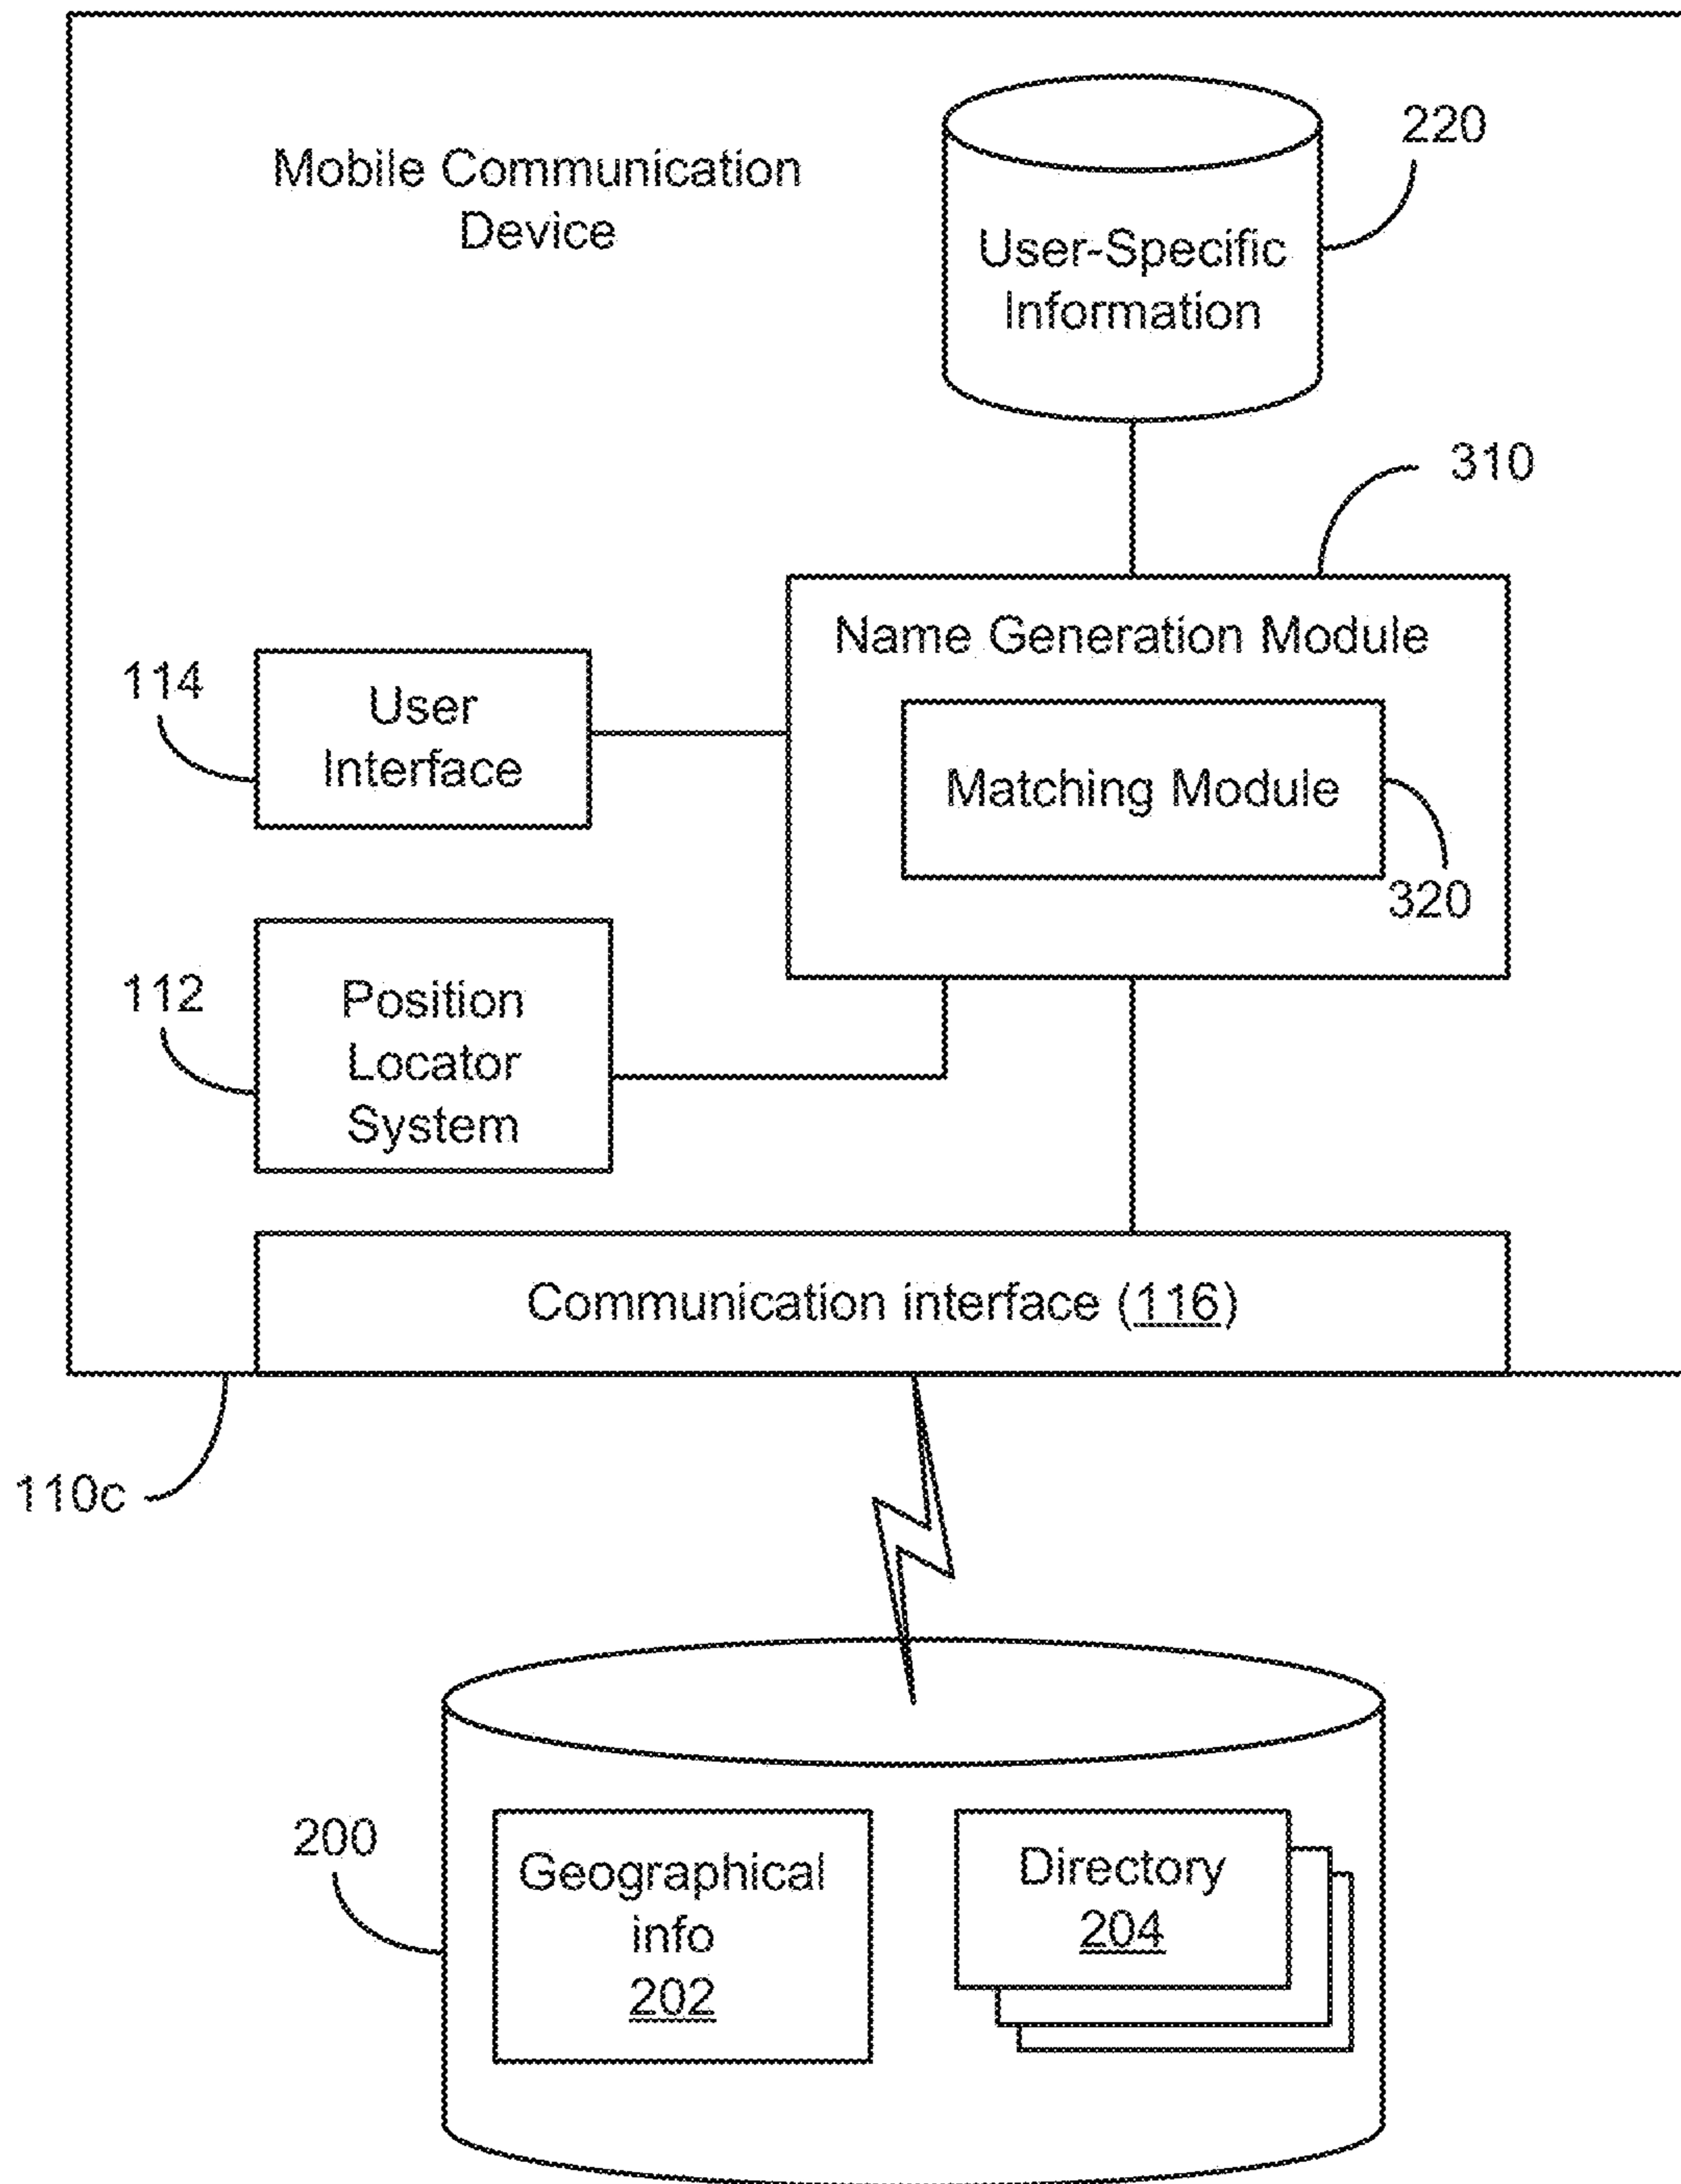 Mobile Communication
Device
220
User-Specific
Information
310
Name Generation Module
114
User
Interface
Matching Module
320
112
Position
Locator
System
Communication interface (116)
110c
200
Geographical
info
202
Directory
204